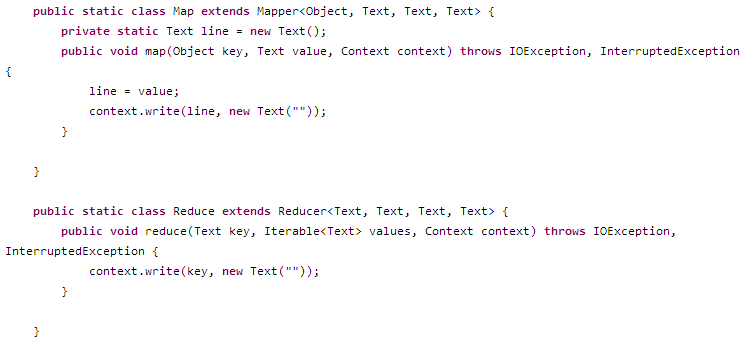 public static class Map extends Mapper<Object, Text, Text, Text> {
private static Text line = new Text();
public void map(Object key, Text value, Context context) throws IOException, InterruptedException
{
line = value;
context.write(line, new Text(""));
}
}
public static class Reduce extends Reducer<Text, Text, Text, Text> {
public void reduce(Text key, Iterable<Text> values, Context context) throws IOException,
InterruptedException {
context.write(key, new Text(""));
}
}